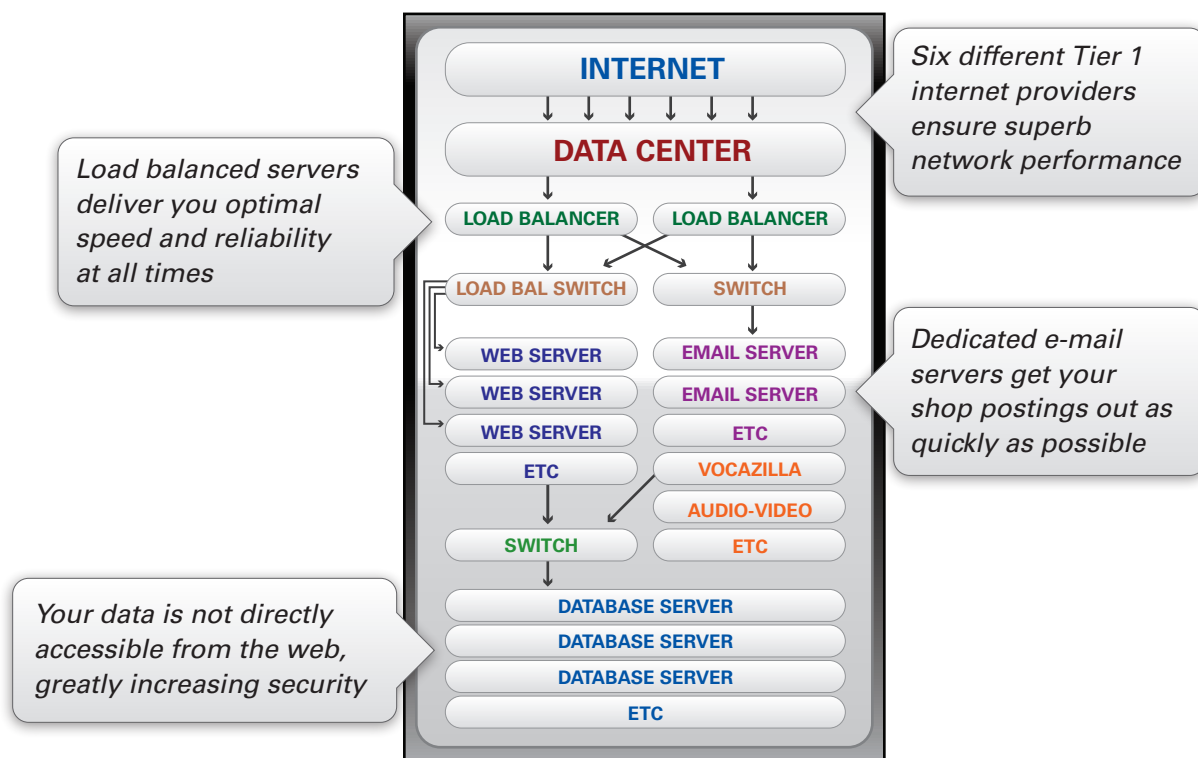 INTERNET
Six different Tier 1
internet providers
ensure superb
network performance
DATA CENTER
Load balanced servers
deliver you optimal
speed and reliability
at all times
LOAD BALANCER
LOAD BALANCER
LOAD BAL SWITCH
SWITCH
WEB SERVER
EMAIL SERVER
WEB SERVER
EMAIL SERVER
WEB SERVER
ETC
Dedicated e-mail
servers get your
shop postings out as
quickly as possible
ETC
VOCAZILLA
AUDIO-VIDEO
SWITCH
ETC
Your data is not directly
accessible from the web,
greatly increasing security
DATABASE SERVER
DATABASE SERVER
DATABASE SERVER
ETC